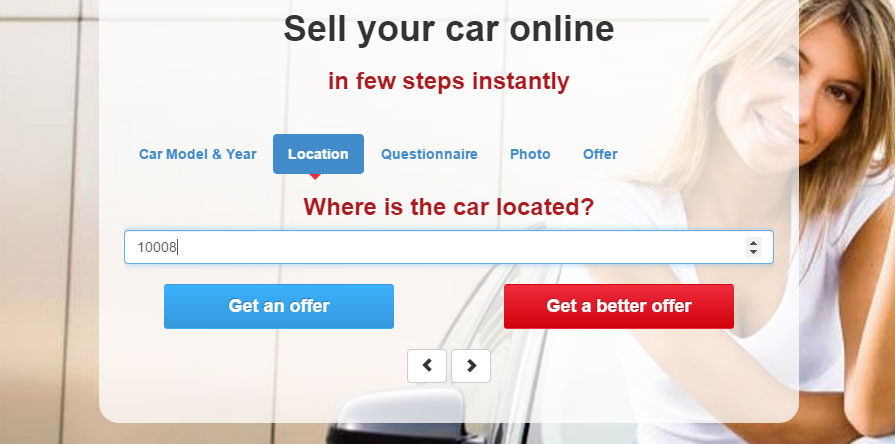 Sell your car online
in few steps instantly
Car Model & Year Location Questionnaire Photo Offer
Where is the car located?
10008
Get an offer Get a better offer